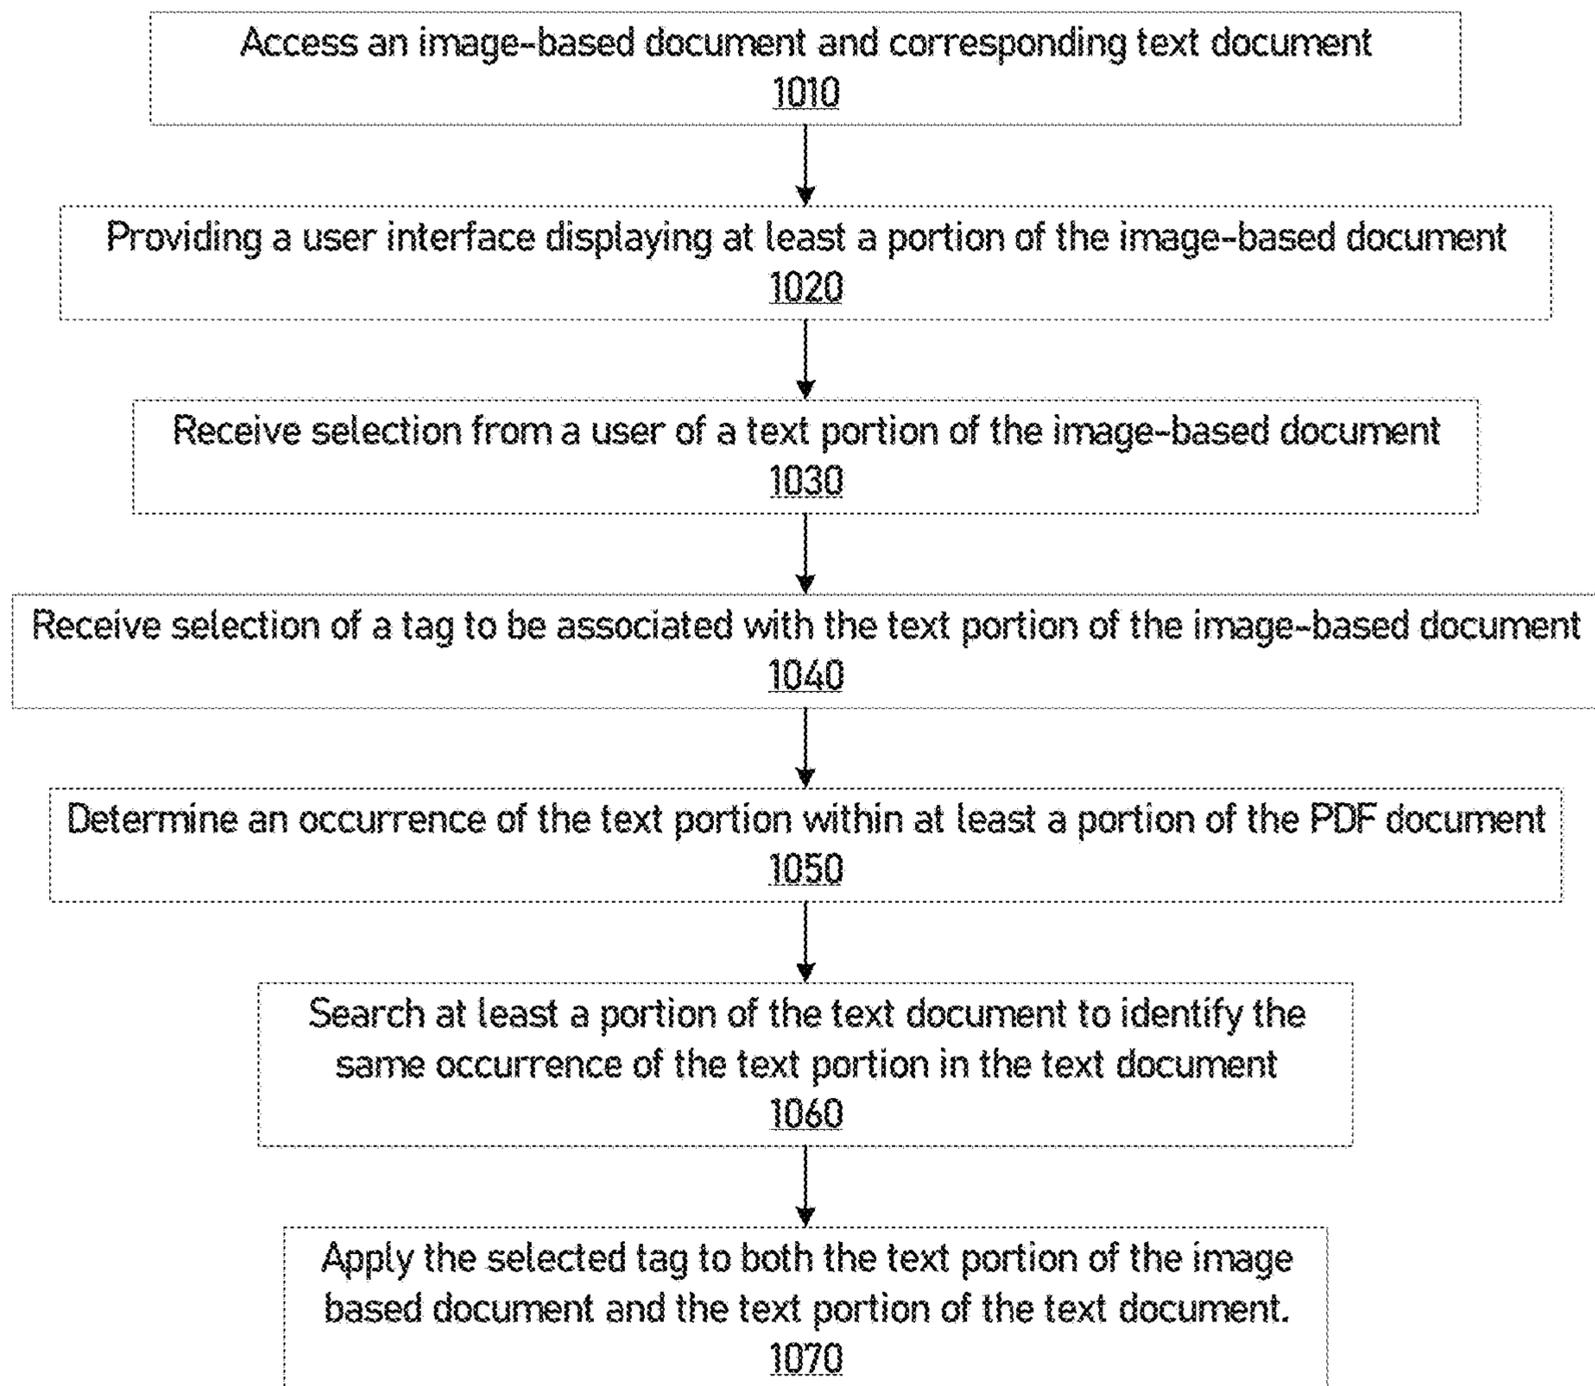 Access an image-based document and corresponding text document
1010
Providing a user interface displaying at least a portion of the image-based document
1020
Receive selection from a user of a text portion of the image-based document
1030
Receive selection of a tag to be associated with the text portion of the image-based document
1040
Determine an occurrence of the text portion within at least a portion of the PDF document
1050
Search at least a portion of the text document to identify the
same occurrence of the text portion in the text document
1060
Apply the selected tag to both the text portion of the image
based document and the text portion of the text document.
1070